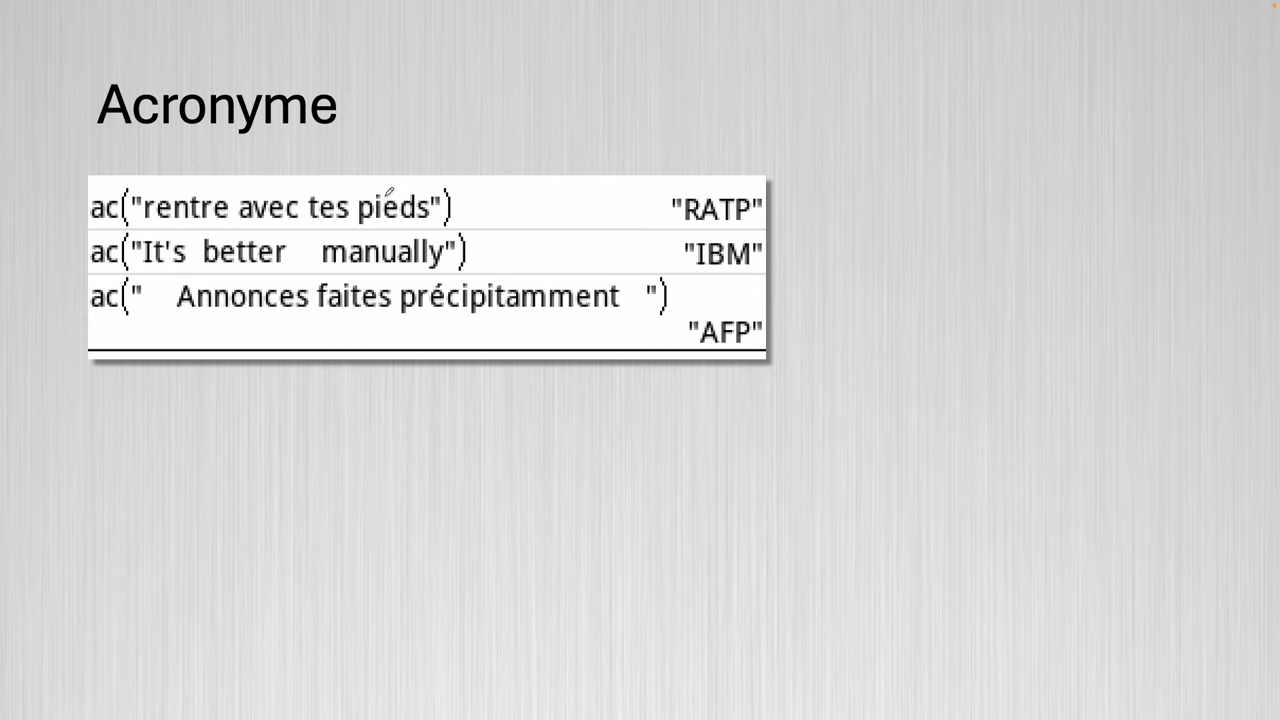 Acronyme
ac("rentre avec tes pieds") "RATP"
ac("It's  better    manually") "IBM"
ac("    Annonces faites précipitamment   ")
"AFP"